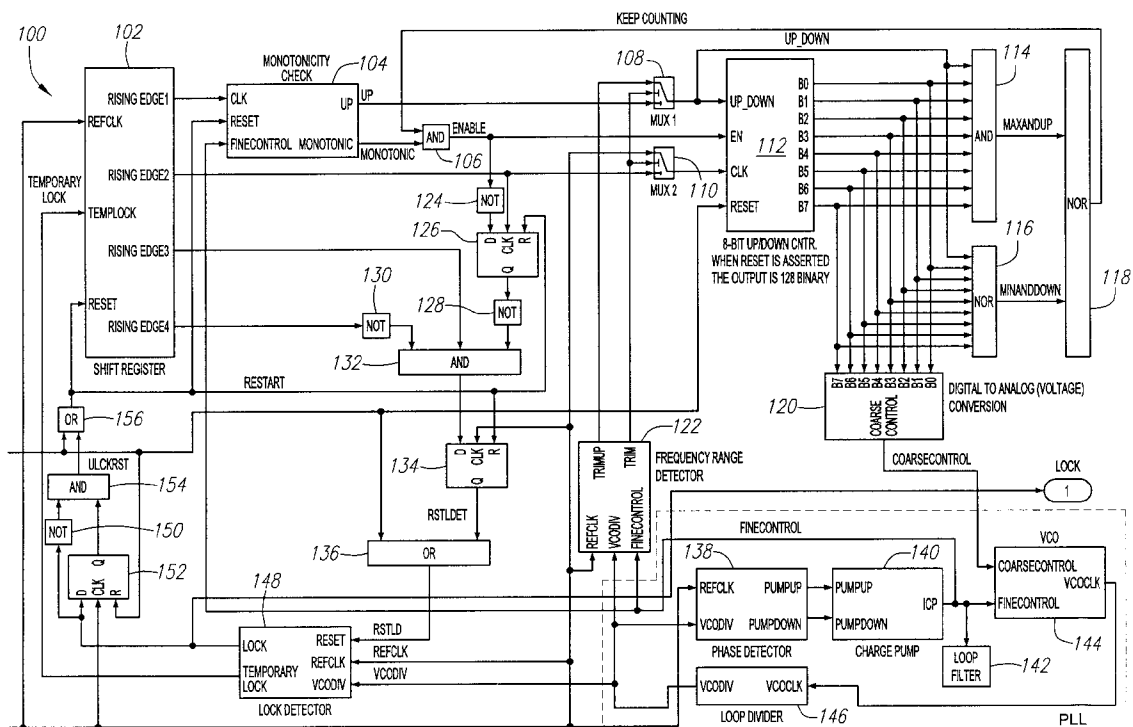 KEEP COUNTING
100
102
MONOTONICITY
CHECK
104
108
UP_DOWN
114
RISING EDGE1
REFCLK
CLK
UP
RESET
FINECONTROL
MONOTONIC
UP
MONOTONIC
AND
ENABLE
106
MUX 1
MUX 2
110
UP_DOWN
EN
112
CLK
RESET
B0
B1
B2
B3
B4
B5
B6
B7
AND
MAXANDUP
NOR
TEMPORARY
LOCK
RISING EDGE2
TEMPLOCK
124
NOT
126
D
CLK
R
Q
8-BIT UP/DOWN CNTR.
WHEN RESET IS ASSERTED
THE OUTPUT IS 128 BINARY
116
NOR
MINANDDOWN
118
RISING EDGE3
RESET
RISING EDGE4
SHIFT REGISTER
130
NOT
128
NOT
132
AND
RESTART
B7
B6
B5
B4
B3
B2
B1
B0
COARSE
CONTROL
120
DIGITAL TO ANALOG (VOLTAGE)
CONVERSION
OR
156
ULCKRST
AND
154
NOT
150
D
CLK
R
Q
152
134
D
CLK
R
Q
RSTLDET
136
OR
TRIMUP
TRIM
REFCLK
VCODIV
FINECONTROL
122
FREQUENCY RANGE
DETECTOR
COARSECONTROL
LOCK
1
FINECONTROL
148
LOCK
TEMPORARY
LOCK
RESET
REFCLK
VCODIV
LOCK DETECTOR
RSTLD
REFCLK
VCODIV
138
REFCLK
VCODIV
PUMPUP
PUMPDOWN
PHASE DETECTOR
140
PUMPUP
PUMPDOWN
ICP
CHARGE PUMP
VCO
COARSECONTROL
VCOCLK
FINECONTROL
144
LOOP
FILTER
142
VCODIV
VCOCLK
LOOP DIVIDER
146
PLL